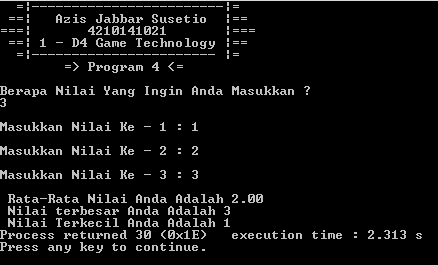 =¦|------------------------|¦=
==¦|   Azis Jabbar Susetio   |¦==
===¦|       4210141021        |¦===
==¦| 1 - D4 Game Technology |¦==
=¦|------------------------|¦=
=> Program 4 <=
Berapa Nilai Yang Ingin Anda Masukkan ?
3
Masukkan Nilai Ke - 1 : 1
Masukkan Nilai Ke - 2 : 2
Masukkan Nilai Ke - 3 : 3
Rata-Rata Nilai Anda Adalah 2.00
Nilai terbesar Anda Adalah 3
Nilai Terkecil Anda Adalah 1
Process returned 30 (0x1E)   execution time : 2.313 s
Press any key to continue.